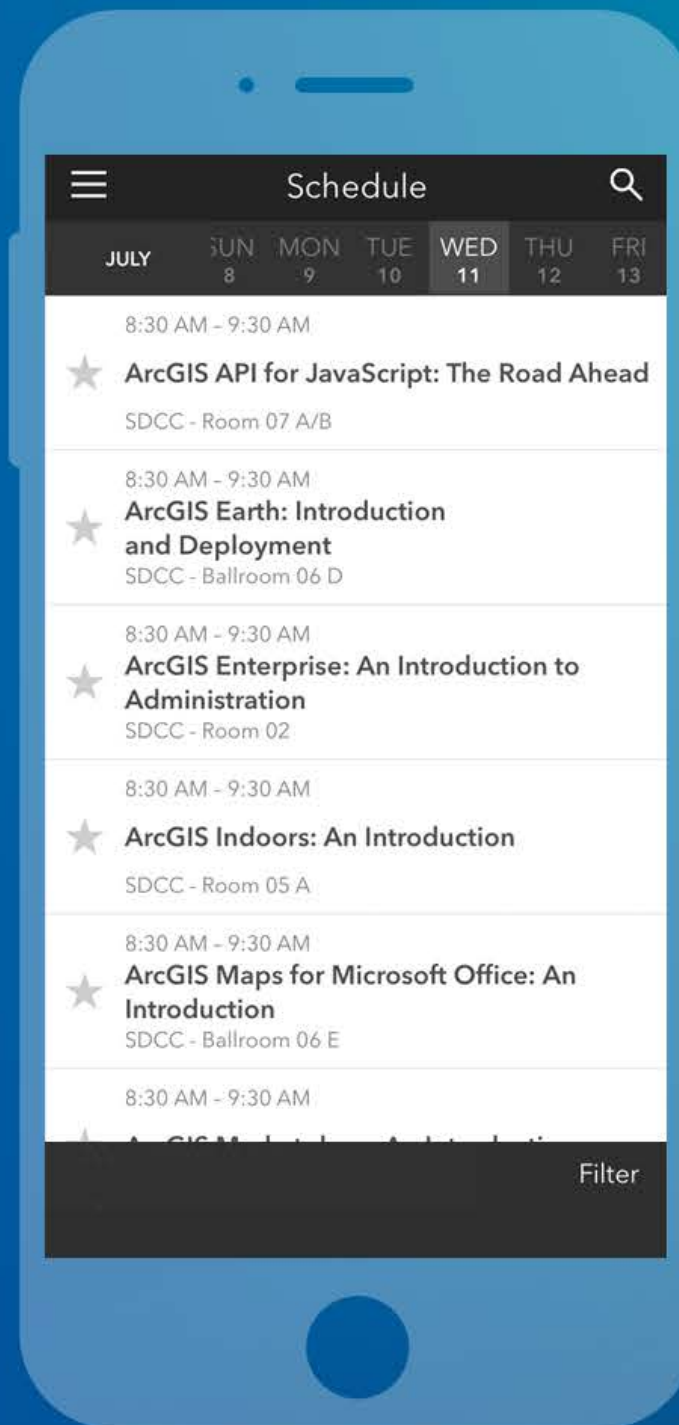 Schedule
JULY
SUN MON TUE WED THU FRI
8 9 10 11 12 13
8:30 AM – 9:30 AM
ArcGIS API for JavaScript: The Road Ahead
SDCC - Room 07 A/B
8:30 AM – 9:30 AM
ArcGIS Earth: Introduction
and Deployment
SDCC - Ballroom 06 D
8:30 AM – 9:30 AM
ArcGIS Enterprise: An Introduction to
Administration
SDCC - Room 02
8:30 AM – 9:30 AM
ArcGIS Indoors: An Introduction
SDCC - Room 05 A
8:30 AM – 9:30 AM
ArcGIS Maps for Microsoft Office: An
Introduction
SDCC - Ballroom 06 E
8:30 AM – 9:30 AM
Filter